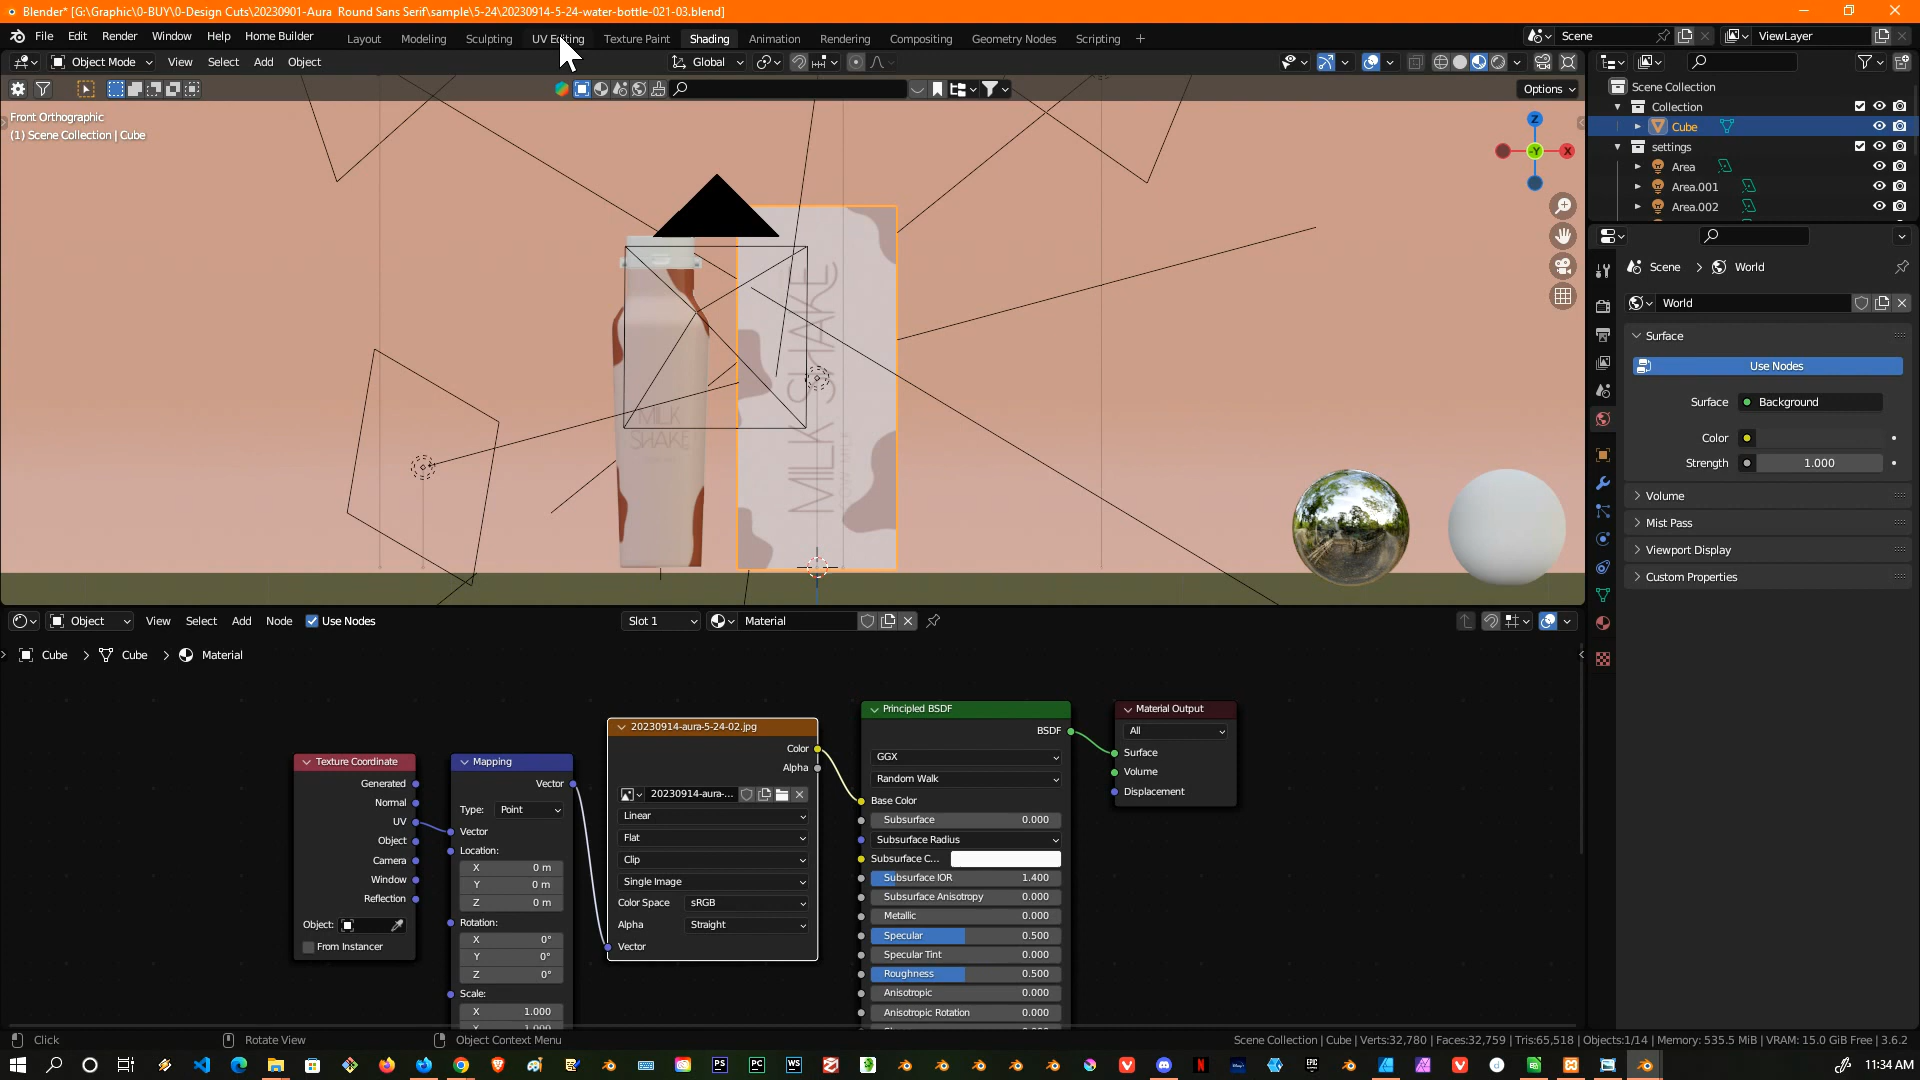 Blender* [G:\Graphic\0-BUY\0-Design Cuts\20230901-Aura Round Sans Serif\sample\5-24\20230914-5-24-water-bottle-021-03.blend]
File Edit Render Window Help Home Builder
Layout Modeling Sculpting UV Editing Texture Paint Shading Animation Rendering Compositing Geometry Nodes Scripting +
Scene ViewLayer
Object Mode View Select Add Object Global
Options
Front Orthographic
(1) Scene Collection | Cube
Z
Y
X
MILK SHAKE
MILK
SHAKE
Scene Collection
Collection
Cube
settings
Area
Area.001
Area.002
Scene > World
World
Surface
Use Nodes
Surface Background
Color
Strength 1.000
Volume
Mist Pass
Viewport Display
Custom Properties
Object View Select Add Node Use Nodes Slot 1 Material
Cube > Cube > Material
Texture Coordinate
Generated
Normal
UV
Object
Camera
Window
Reflection
Object:
From Instancer
Mapping
Vector
Type: Point
Vector
Location:
X 0 m
Y 0 m
Z 0 m
Rotation:
X 0°
Y 0°
Z 0°
Scale:
X 1.000
20230914-aura-5-24-02.jpg
Color
Alpha
20230914-aura-...
Linear
Flat
Clip
Single Image
Color Space sRGB
Alpha Straight
Vector
Principled BSDF
BSDF
GGX
Random Walk
Base Color
Subsurface 0.000
Subsurface Radius
Subsurface C...
Subsurface IOR 1.400
Subsurface Anisotropy 0.000
Metallic 0.000
Specular 0.500
Specular Tint 0.000
Roughness 0.500
Anisotropic 0.000
Anisotropic Rotation 0.000
Material Output
All
Surface
Volume
Displacement
Click Rotate View Object Context Menu
Scene Collection | Cube | Verts:32,780 | Faces:32,759 | Tris:65,518 | Objects:1/14 | Memory: 535.5 MiB | VRAM: 15.0 GiB Free | 3.6.2
11:34 AM